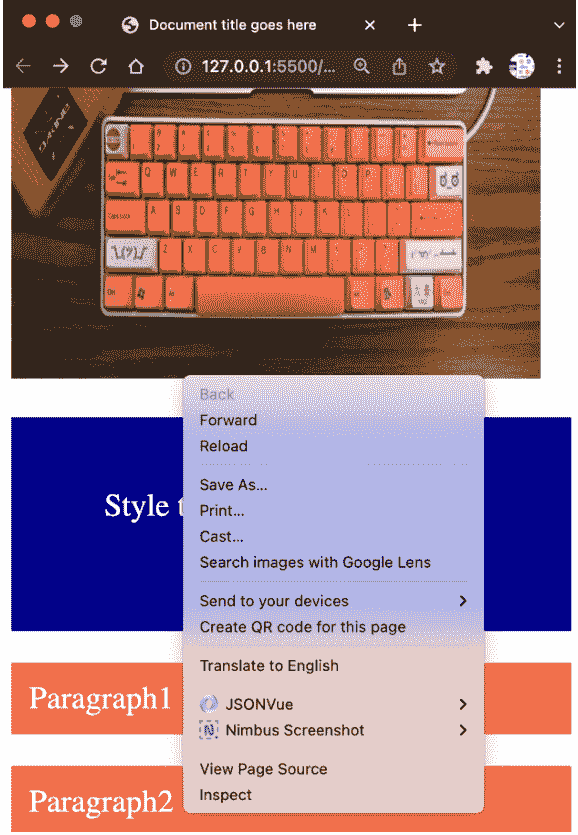 Document title goes here
127.0.0.1:5500/...
Q W E R T Y U I O P
A S D F G H J K L
Z X C V B N M
Back
Forward
Reload
Style t
Save As...
Print...
Cast...
Search images with Google Lens
Send to your devices
Create QR code for this page
Translate to English
Paragraph1
JSONVue
Nimbus Screenshot
View Page Source
Paragraph2
Inspect